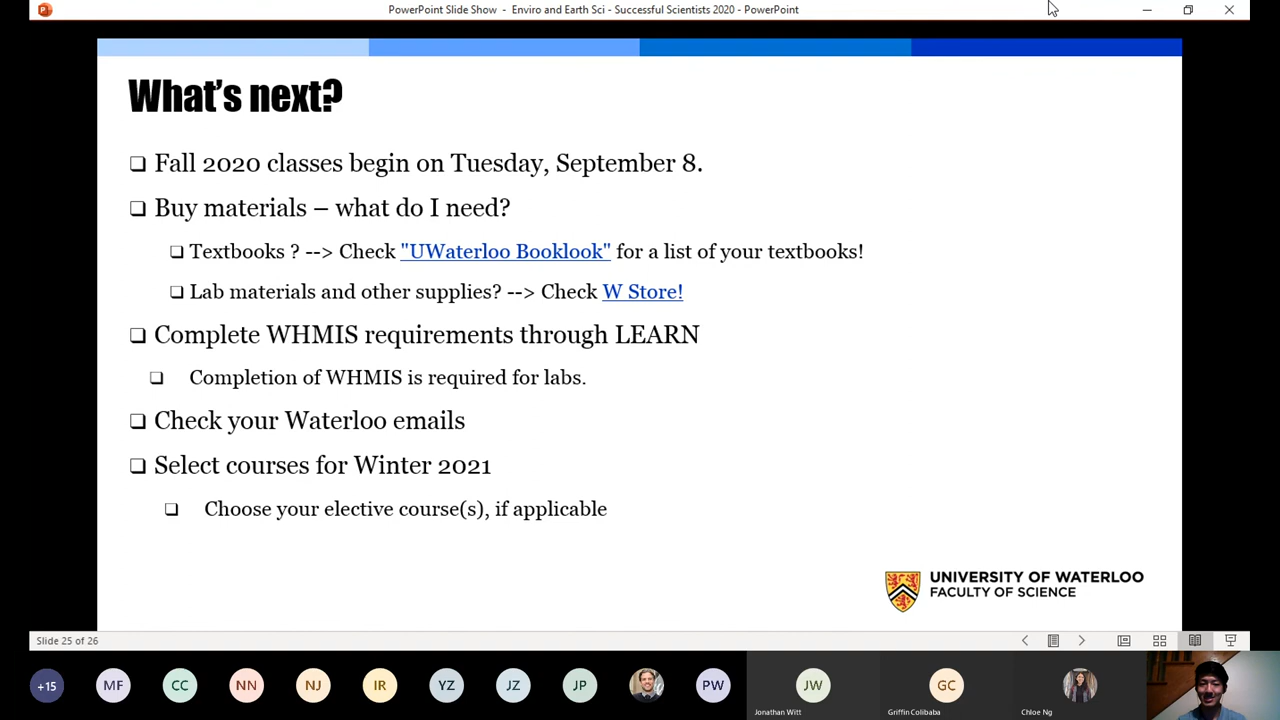 PowerPoint Slide Show - Enviro and Earth Sci - Successful Scientists 2020 - PowerPoint
What's next?
Fall 2020 classes begin on Tuesday, September 8.
Buy materials – what do I need?
Textbooks ? --> Check "UWaterloo Booklook" for a list of your textbooks!
Lab materials and other supplies? --> Check W Store!
Complete WHMIS requirements through LEARN
Completion of WHMIS is required for labs.
Check your Waterloo emails
Select courses for Winter 2021
Choose your elective course(s), if applicable
UNIVERSITY OF WATERLOO
FACULTY OF SCIENCE
Slide 25 of 26
+15 MF CC NN NJ IR YZ JZ JP PW JW GC
Jonathan Witt Griffin Colibaba Chloe Ng